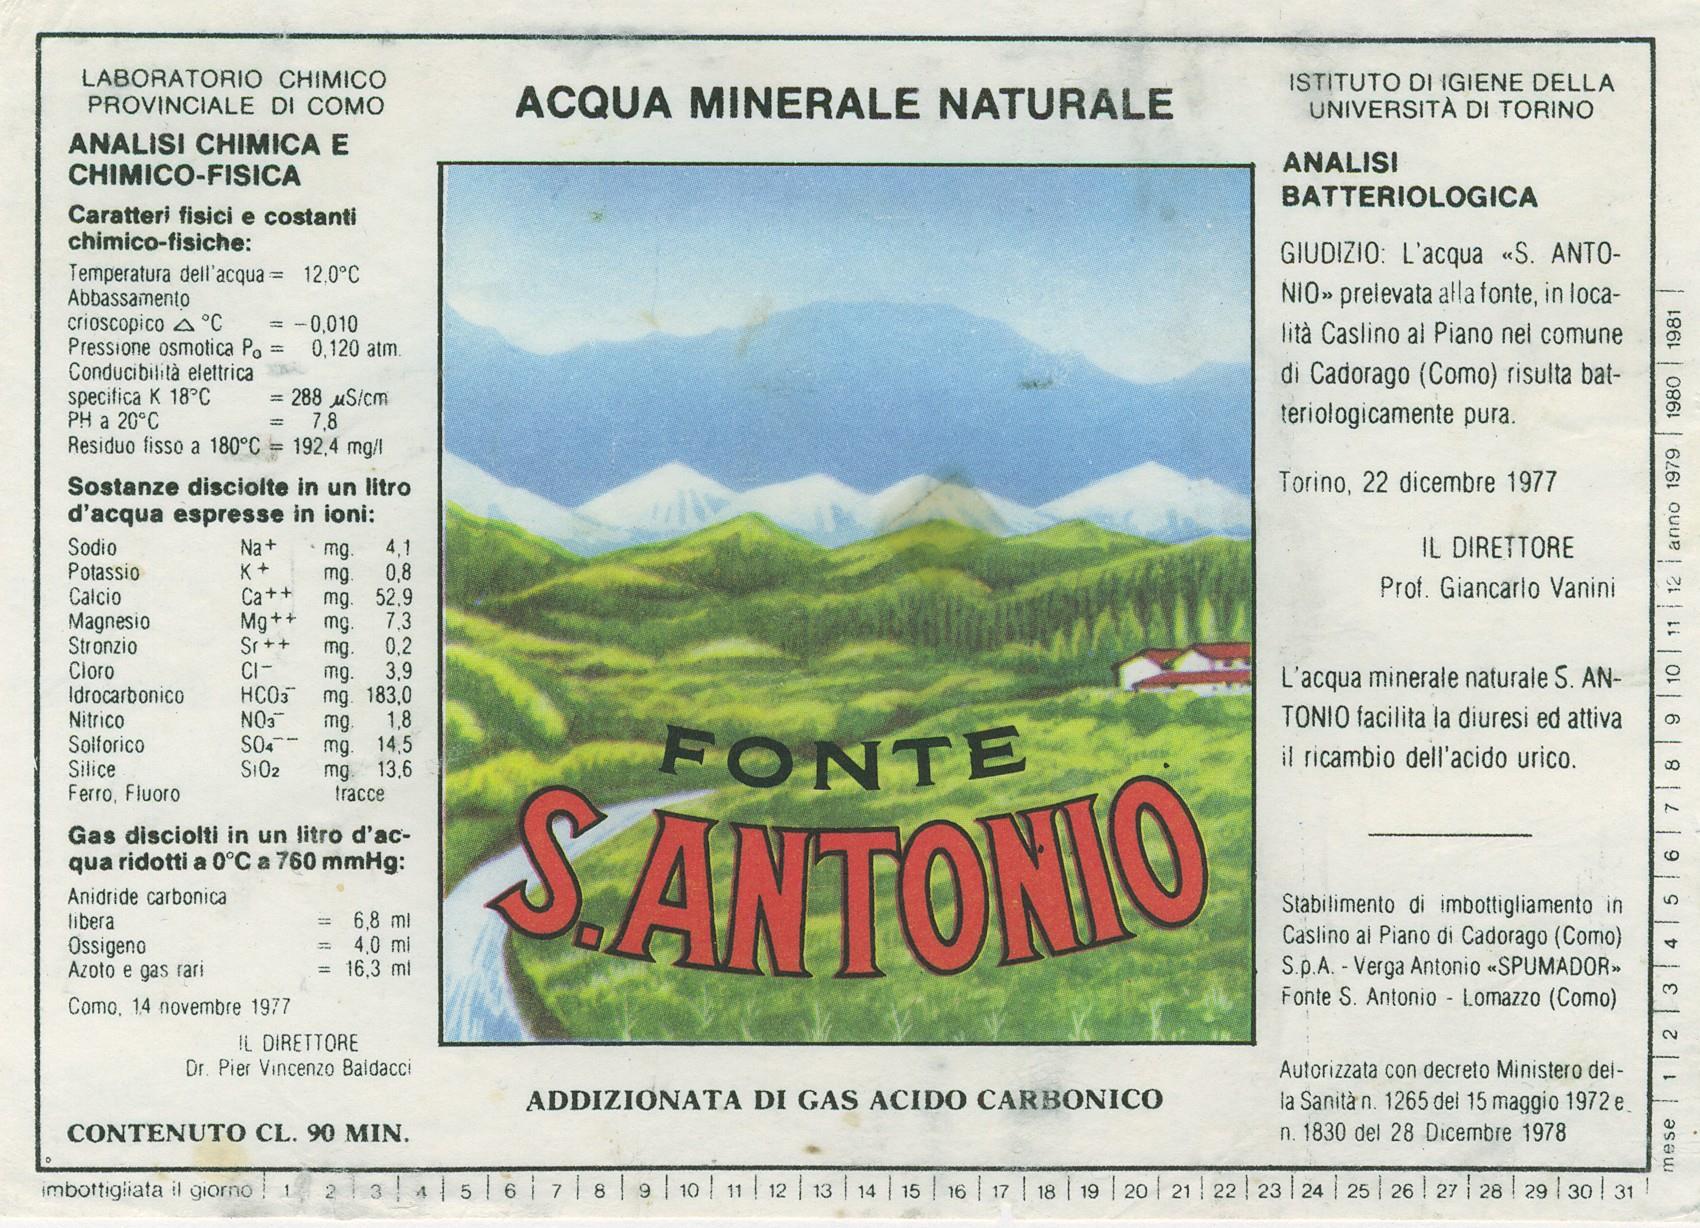 LABORATORIO CHIMICO
PROVINCIALE DI COMO
ANALISI CHIMICA E
CHIMICO-FISICA
Caratteri fisici e costanti
chimico-fisiche:
Temperatura dell'acqua = 12,0°C
Abbassamento
crioscopico △ °C = -0,010
Pressione osmotica Po = 0,120 atm.
Conducibilità elettrica
specifica K 18°C = 288 µS/cm
PH a 20°C = 7,8
Residuo fisso a 180°C = 192,4 mg/l
Sostanze disciolte in un litro
d'acqua espresse in ioni:
Sodio Na+ mg. 4,1
Potassio K+ mg. 0,8
Calcio Ca++ mg. 52,9
Magnesio Mg++ mg. 7,3
Stronzio Sr++ mg. 0,2
Cloro Cl− mg. 3,9
Idrocarbonico HCO3− mg. 183,0
Nitrico NO3− mg. 1,8
Solforico SO4−− mg. 14,5
Silice SiO2 mg. 13,6
Ferro, Fluoro tracce
Gas disciolti in un litro d'ac-
qua ridotti a 0°C a 760 mmHg:
Anidride carbonica
libera = 6,8 ml
Ossigeno = 4,0 ml
Azoto e gas rari = 16,3 ml
Como, 14 novembre 1977
IL DIRETTORE
Dr. Pier Vincenzo Baldacci
CONTENUTO CL. 90 MIN.
ACQUA MINERALE NATURALE
FONTE
S. ANTONIO
ADDIZIONATA DI GAS ACIDO CARBONICO
ISTITUTO DI IGIENE DELLA
UNIVERSITÀ DI TORINO
ANALISI
BATTERIOLOGICA
GIUDIZIO: L'acqua «S. ANTO-
NIO» prelevata alla fonte, in loca-
lità Caslino al Piano nel comune
di Cadorago (Como) risulta bat-
teriologicamente pura.
Torino, 22 dicembre 1977
IL DIRETTORE
Prof. Giancarlo Vanini
L'acqua minerale naturale S. AN-
TONIO facilita la diuresi ed attiva
il ricambio dell'acido urico.
Stabilimento di imbottigliamento in
Caslino al Piano di Cadorago (Como)
S.p.A. - Verga Antonio «SPUMADOR»
Fonte S. Antonio - Lomazzo (Como)
Autorizzata con decreto Ministero del-
la Sanità n. 1265 del 15 maggio 1972 e
n. 1830 del 28 Dicembre 1978
imbottigliata il giorno | 1 | 2 | 3 | 4 | 5 | 6 | 7 | 8 | 9 | 10 | 11 | 12 | 13 | 14 | 15 | 16 | 17 | 18 | 19 | 20 | 21 | 22 | 23 | 24 | 25 | 26 | 27 | 28 | 29 | 30 | 31 |
mese | 1 | 2 | 3 | 4 | 5 | 6 | 7 | 8 | 9 | 10 | 11 | 12 | anno 1979 | 1980 | 1981 |